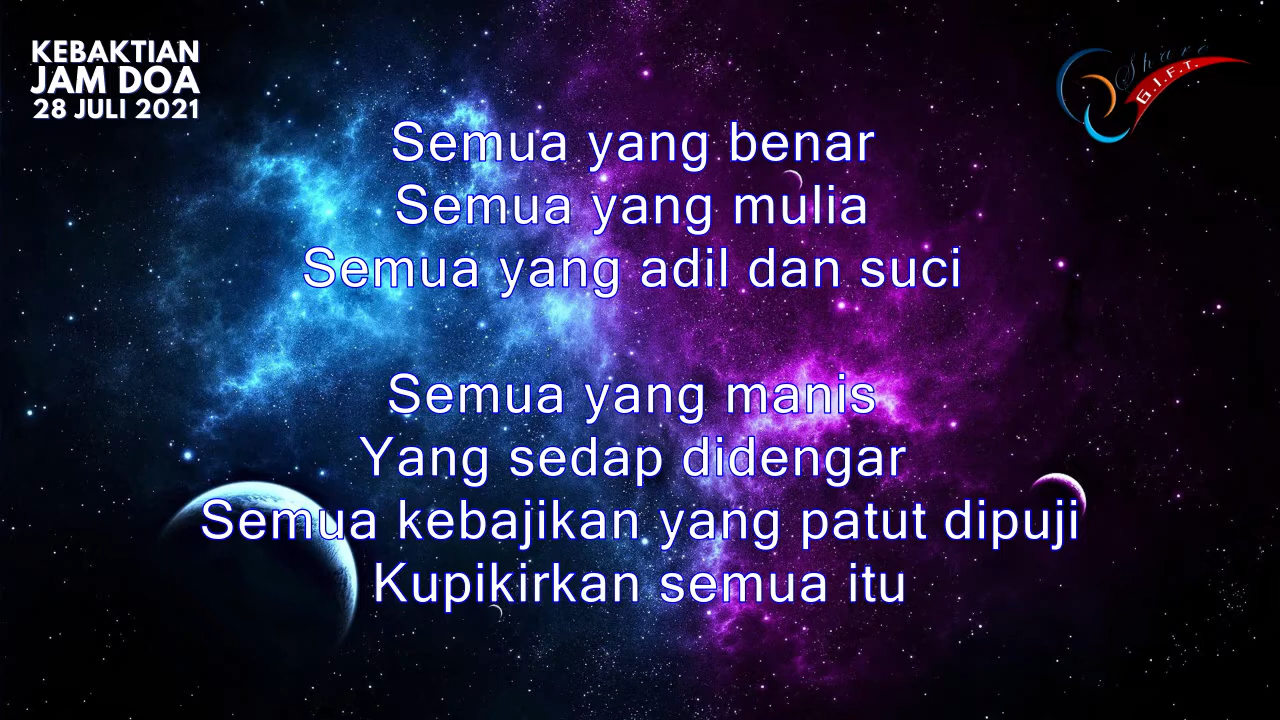 KEBAKTIAN
JAM DOA
28 JULI 2021
Share
G.I.F.T.
Semua yang benar
Semua yang mulia
Semua yang adil dan suci
Semua yang manis
Yang sedap didengar
Semua kebajikan yang patut dipuji
Kupikirkan semua itu